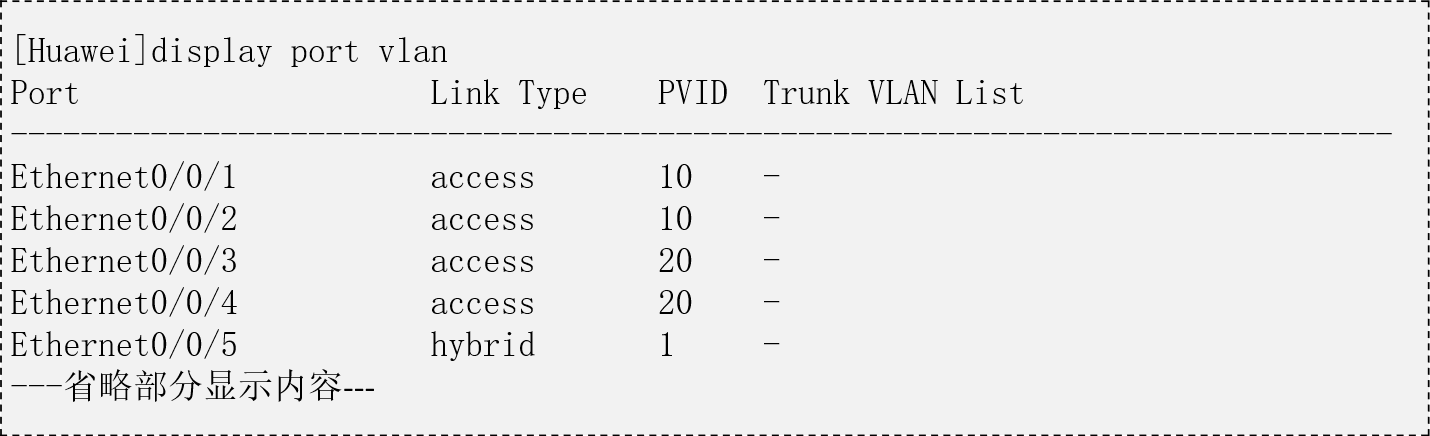 [Huawei]display port vlan
Port Link Type PVID Trunk VLAN List
-------------------------------------------------------------------------------
Ethernet0/0/1 access 10 -
Ethernet0/0/2 access 10 -
Ethernet0/0/3 access 20 -
Ethernet0/0/4 access 20 -
Ethernet0/0/5 hybrid 1 -
---省略部分显示内容---